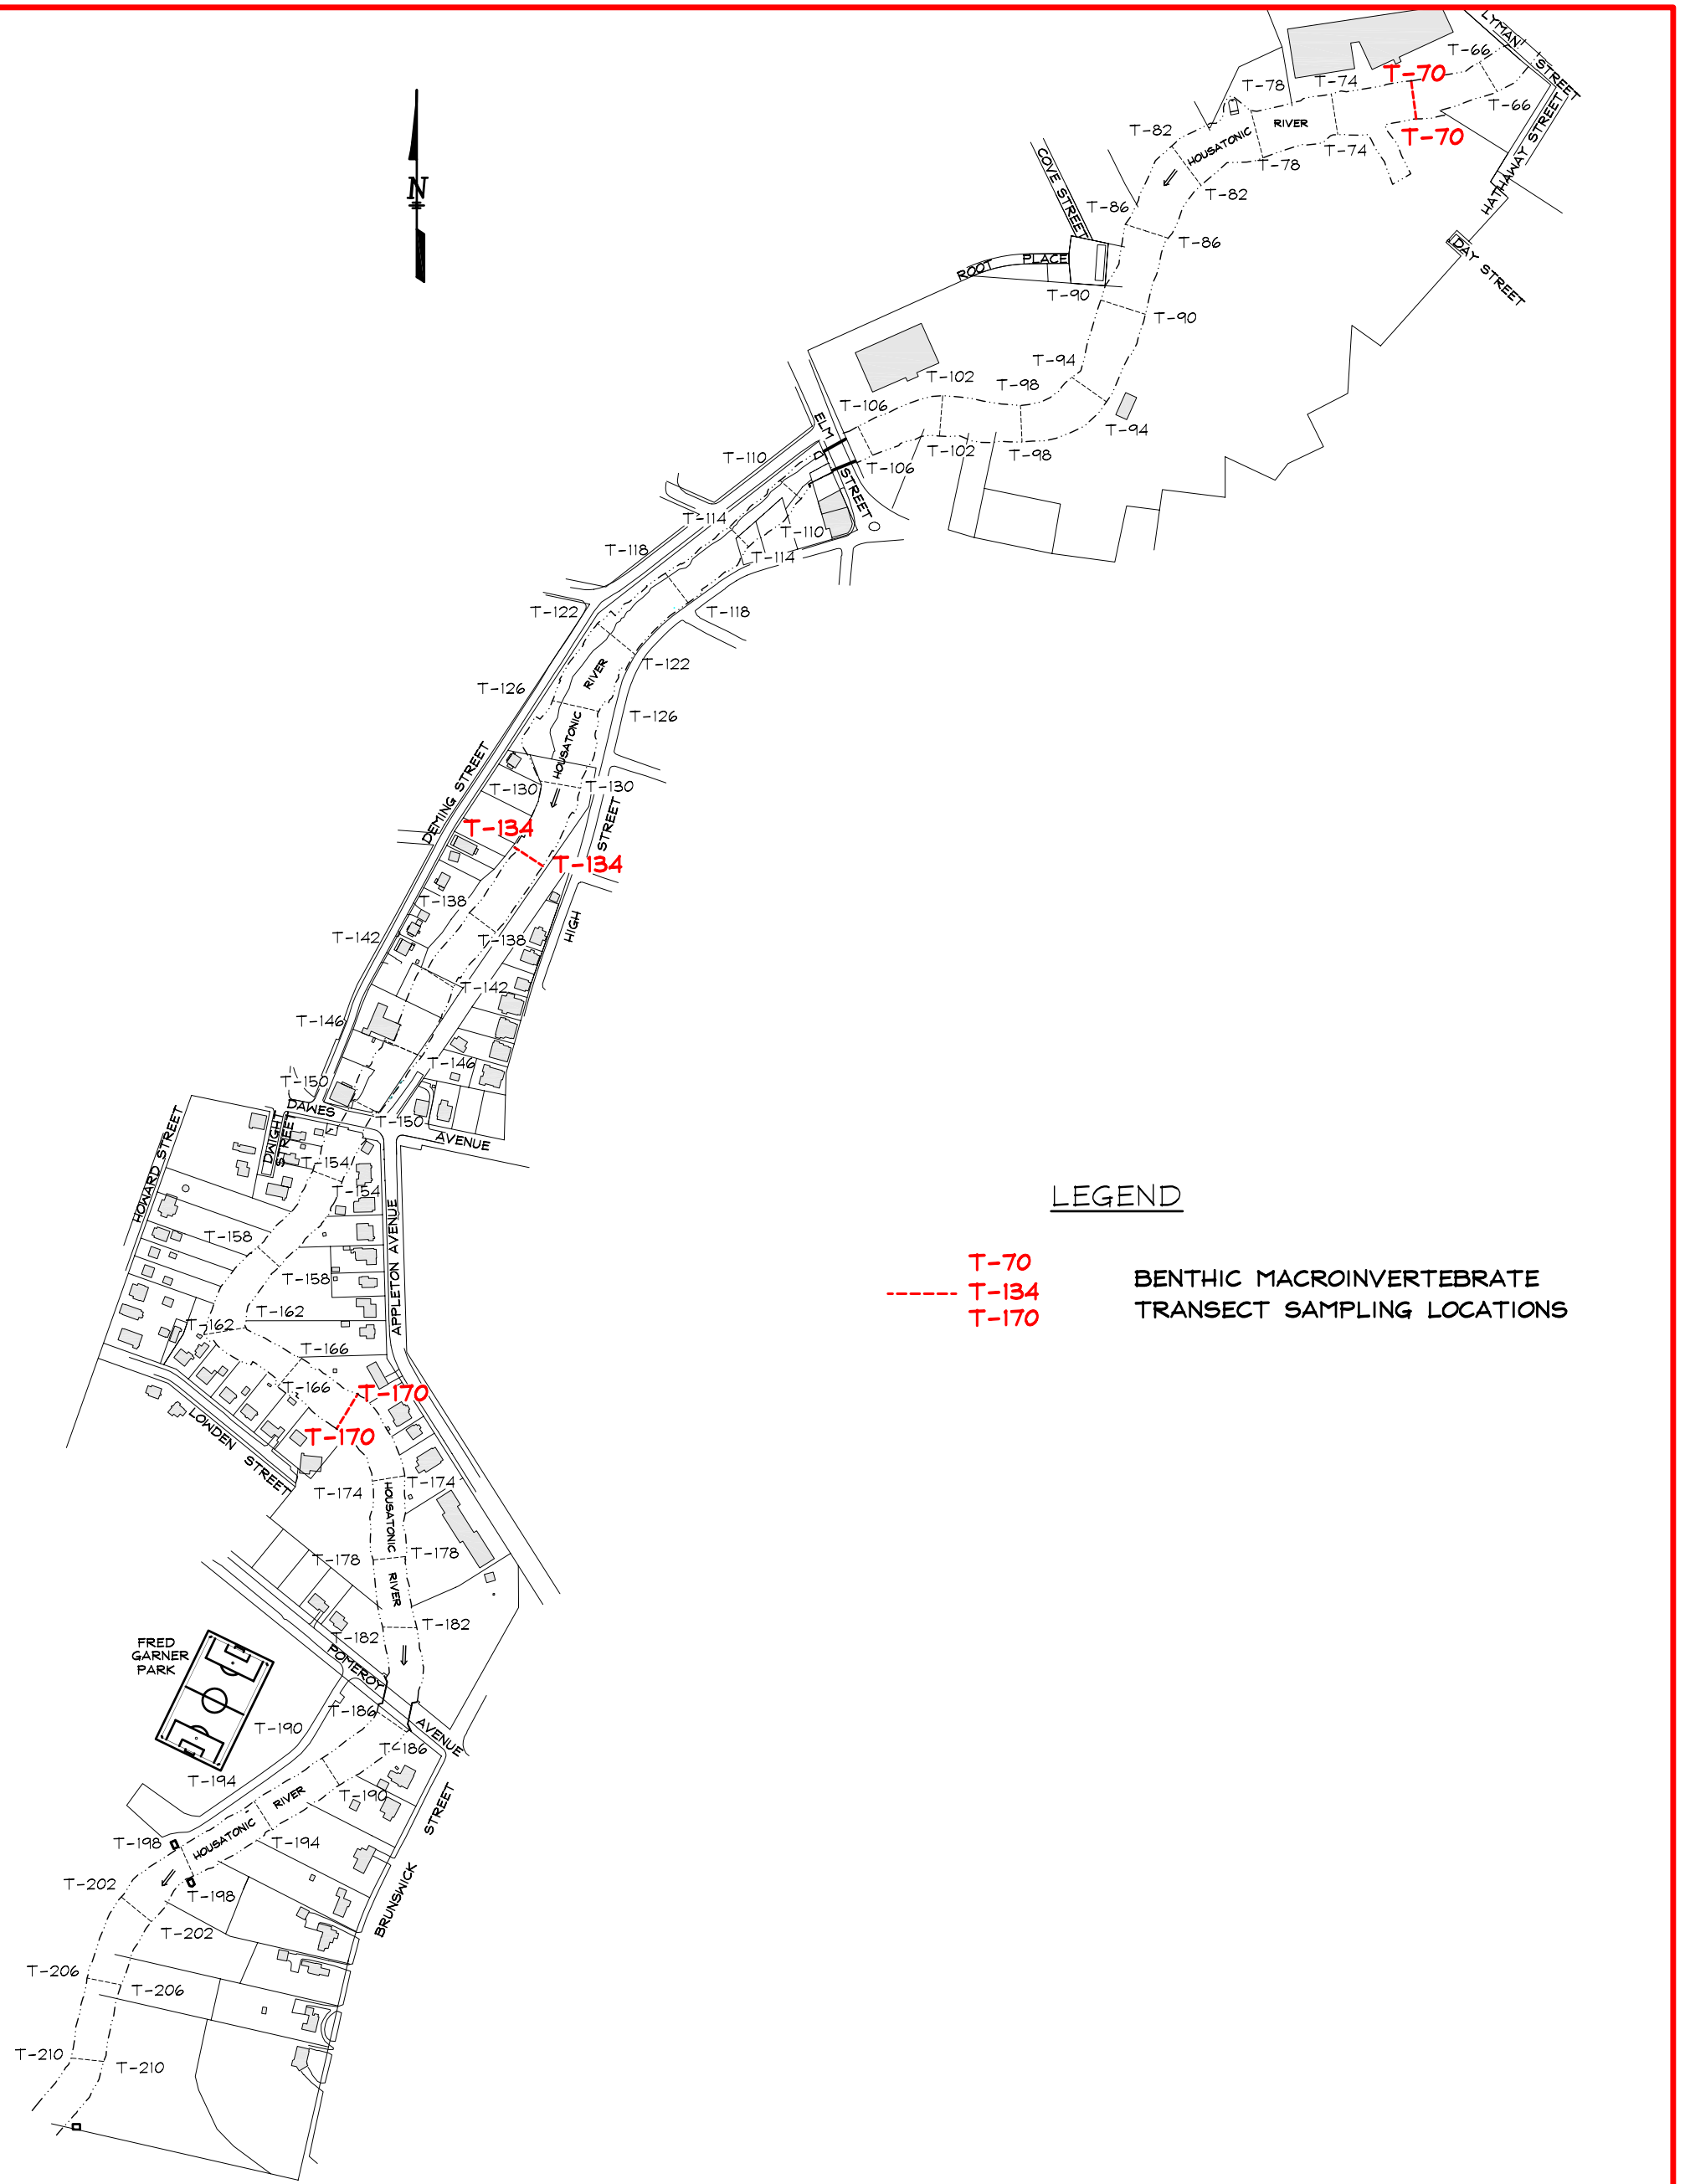 LYMAN
STREET
T-66
T-70
T-74
T-78
T-66
T-70
RIVER
HOUSATONIC
T-82
T-74
T-78
HATHAWAY STREET
COVE STREET
N
T-82
T-86
T-86
DAY STREET
ROOT PLACE
T-90
T-90
T-94
T-102
T-98
T-106
ELM
STREET
T-94
T-102
T-98
T-106
T-110
T-114
T-110
T-118
T-114
T-122
T-118
T-122
RIVER
T-126
T-126
HOUSATONIC
T-130
T-130
DEMING STREET
T-134
T-134
STREET
HIGH
T-138
T-142
T-138
T-142
T-146
T-146
T-150
DAWES
T-150
AVENUE
HOWARD STREET
DWIGHT
STREET
T-154
T-154
T-158
T-158
APPLETON AVENUE
T-162
T-162
T-166
T-166
T-170
T-170
LOWDEN
STREET
T-174
T-174
HOUSATONIC
RIVER
T-178
T-178
T-182
T-182
POMEROY
AVENUE
FRED
GARNER
PARK
T-186
T-190
T-186
T-194
T-190
RIVER
HOUSATONIC
STREET
BRUNSWICK
T-198
T-194
T-202
T-198
T-202
T-206
T-206
T-210
T-210
LEGEND
T-70
T-134
T-170
BENTHIC MACROINVERTEBRATE
TRANSECT SAMPLING LOCATIONS